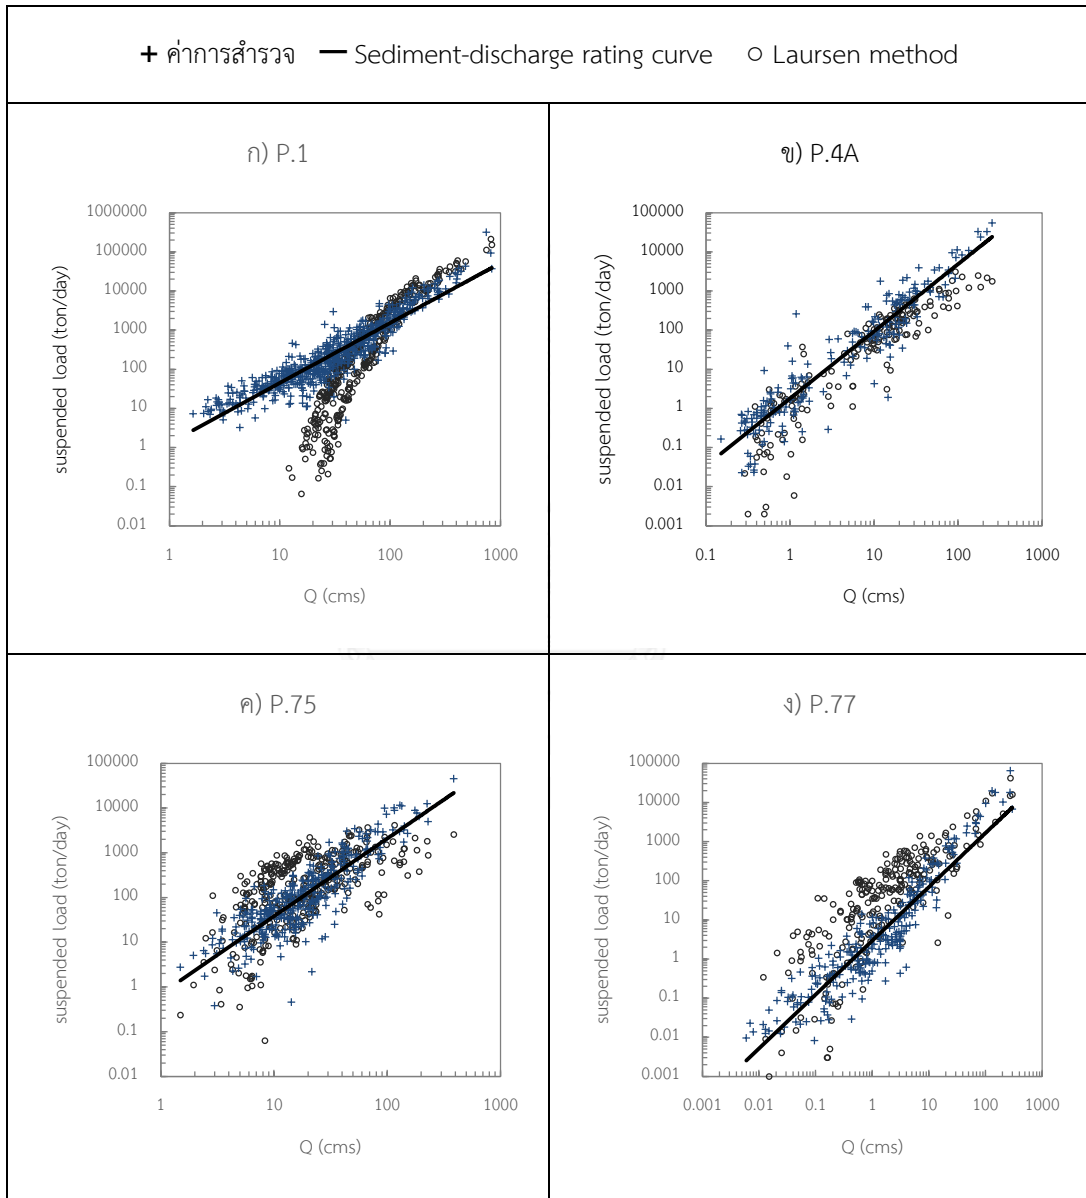 + ค่าการสำรวจ — Sediment-discharge rating curve ○ Laursen method
ก) P.1
suspended load (ton/day)
1000000
100000
10000
1000
100
10
1
0.1
0.01
1 10 100 1000
Q (cms)
ข) P.4A
suspended load (ton/day)
100000
10000
1000
100
10
1
0.1
0.01
0.001
0.1 1 10 100 1000
Q (cms)
ค) P.75
suspended load (ton/day)
100000
10000
1000
100
10
1
0.1
0.01
1 10 100 1000
Q (cms)
ง) P.77
suspended load (ton/day)
100000
10000
1000
100
10
1
0.1
0.01
0.001
0.001 0.01 0.1 1 10 100 1000
Q (cms)